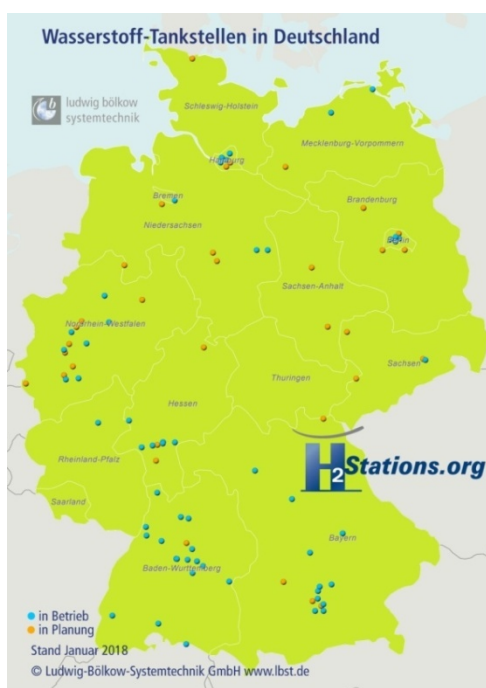 Wasserstoff-Tankstellen in Deutschland
ludwig bölkow
systemtechnik
Schleswig-Holstein
Mecklenburg-Vorpommern
Hamburg
Bremen
Brandenburg
Niedersachsen
Berlin
Sachsen-Anhalt
Nordrhein-Westfalen
Sachsen
Thüringen
Hessen
H2Stations.org
Rheinland-Pfalz
Saarland
Bayern
Baden-Württemberg
in Betrieb
in Planung
Stand Januar 2018
© Ludwig-Bölkow-Systemtechnik GmbH www.lbst.de